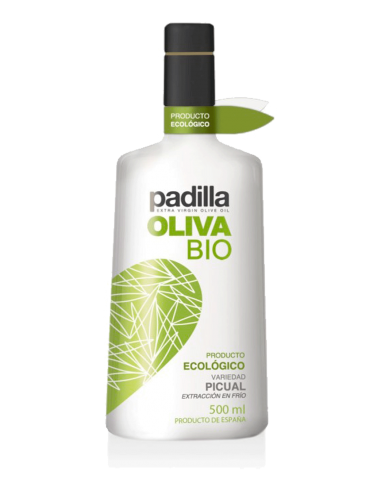 PRODUCTO
ECOLÓGICO
padilla
EXTRA VIRGIN OLIVE OIL
OLIVA
BIO
PRODUCTO
ECOLÓGICO
VARIEDAD
PICUAL
EXTRACCIÓN EN FRÍO
500 ml
PRODUCTO DE ESPAÑA